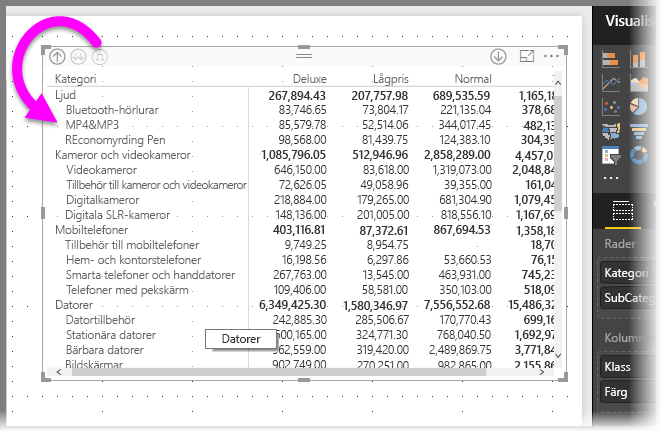 Visualis
Kategori Deluxe Lågpris Normal
Ljud 267,894.43 207,757.98 689,535.59 1,165,18
Bluetooth-hörlurar 83,746.65 73,804.17 221,135.04 378,68
MP4&MP3 85,579.78 52,514.06 344,017.45 482,13
REconomyrding Pen 98,568.00 81,439.75 124,383.10 304,39
Kameror och videokameror 1,085,796.05 512,946.96 2,858,289.00 4,457,0
Videokameror 646,150.00 83,618.00 1,319,073.00 2,048,84
Tillbehör till kameror och videokameror 72,626.05 49,058.96 39,355.00 161,04
Digitalkameror 218,884.00 179,265.00 681,304.90 1,079,45
Digitala SLR-kameror 148,136.00 201,005.00 818,556.10 1,167,69
Mobiltelefoner 403,116.81 87,372.61 867,694.53 1,358,18
Tillbehör till mobiltelefoner 9,749.25 8,954.75 18,70
Hem- och kontorstelefoner 16,198.56 6,297.86 53,660.53 76,15
Smarta telefoner och handdatorer 267,763.00 13,545.00 463,931.00 745,23
Telefoner med pekskärm 109,406.00 58,581.00 350,103.00 518,09
Datorer 6,349,425.30 1,580,346.97 7,556,552.68 15,486,32
Datortillbehör 242,885.30 285,506.67 170,770.43 699,16
Stationära datorer 600,165.00 324,771.30 768,040.50 1,692,97
Datorer
Bärbara datorer 362,559.00 319,420.00 2,489,869.75 3,771,84
Bildskärmar 902,749.00 270,251.00 982,865.00 2,155,86
Rader
Kategori
SubCateg
Kolumn
Klass
Färg